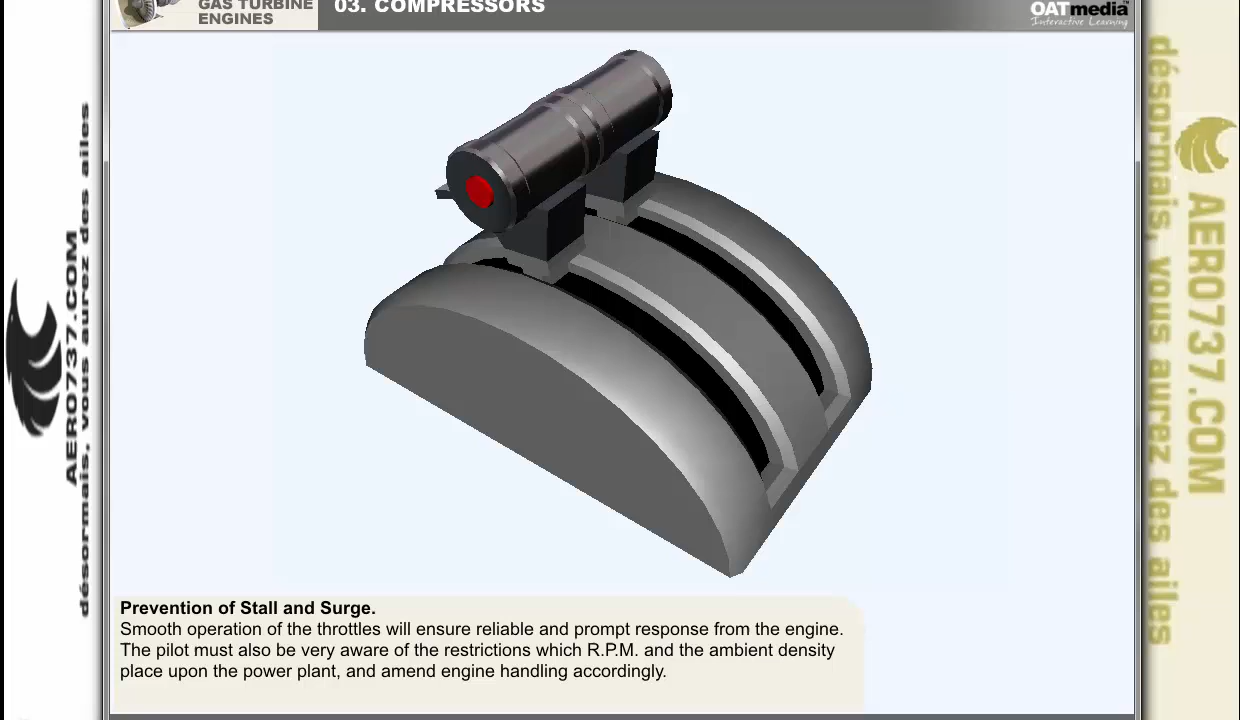 GAS TURBINE
ENGINES
03. COMPRESSORS
OATmedia™
Interactive Learning
AERO737.COM
désormais, vous aurez des ailes
désormais, vous aurez des ailes
AERO737.COM
Prevention of Stall and Surge.
Smooth operation of the throttles will ensure reliable and prompt response from the engine.
The pilot must also be very aware of the restrictions which R.P.M. and the ambient density
place upon the power plant, and amend engine handling accordingly.